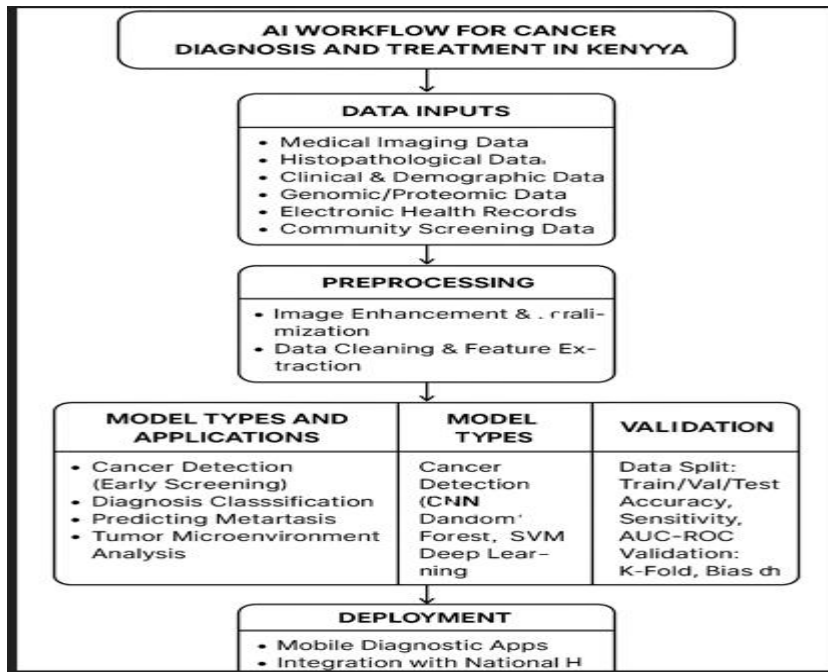 AI WORKFLOW FOR CANCER
DIAGNOSIS AND TREATMENT IN KENYYA
DATA INPUTS
• Medical Imaging Data
• Histopathological Data.
• Clinical & Demographic Data
• Genomic/Proteomic Data
• Electronic Health Records
• Community Screening Data
PREPROCESSING
• Image Enhancement &
mization
• Data Cleaning & Feature Ex-
traction
MODEL TYPES AND
APPLICATIONS
• Cancer Detection
(Early Screening)
• Diagnosis Classsification
• Predicting Metartasis
• Tumor Microenvironment
Analysis
MODEL
TYPES
Cancer
Detection
(CNN
Dandom'
Forest, SVM
Deep Lear-
ning
VALIDATION
Data Split:
Train/Val/Test
Accuracy,
Sensitivity,
AUC-ROC
Validation:
K-Fold, Bias
DEPLOYMENT
• Mobile Diagnostic Apps
• Integration with National H